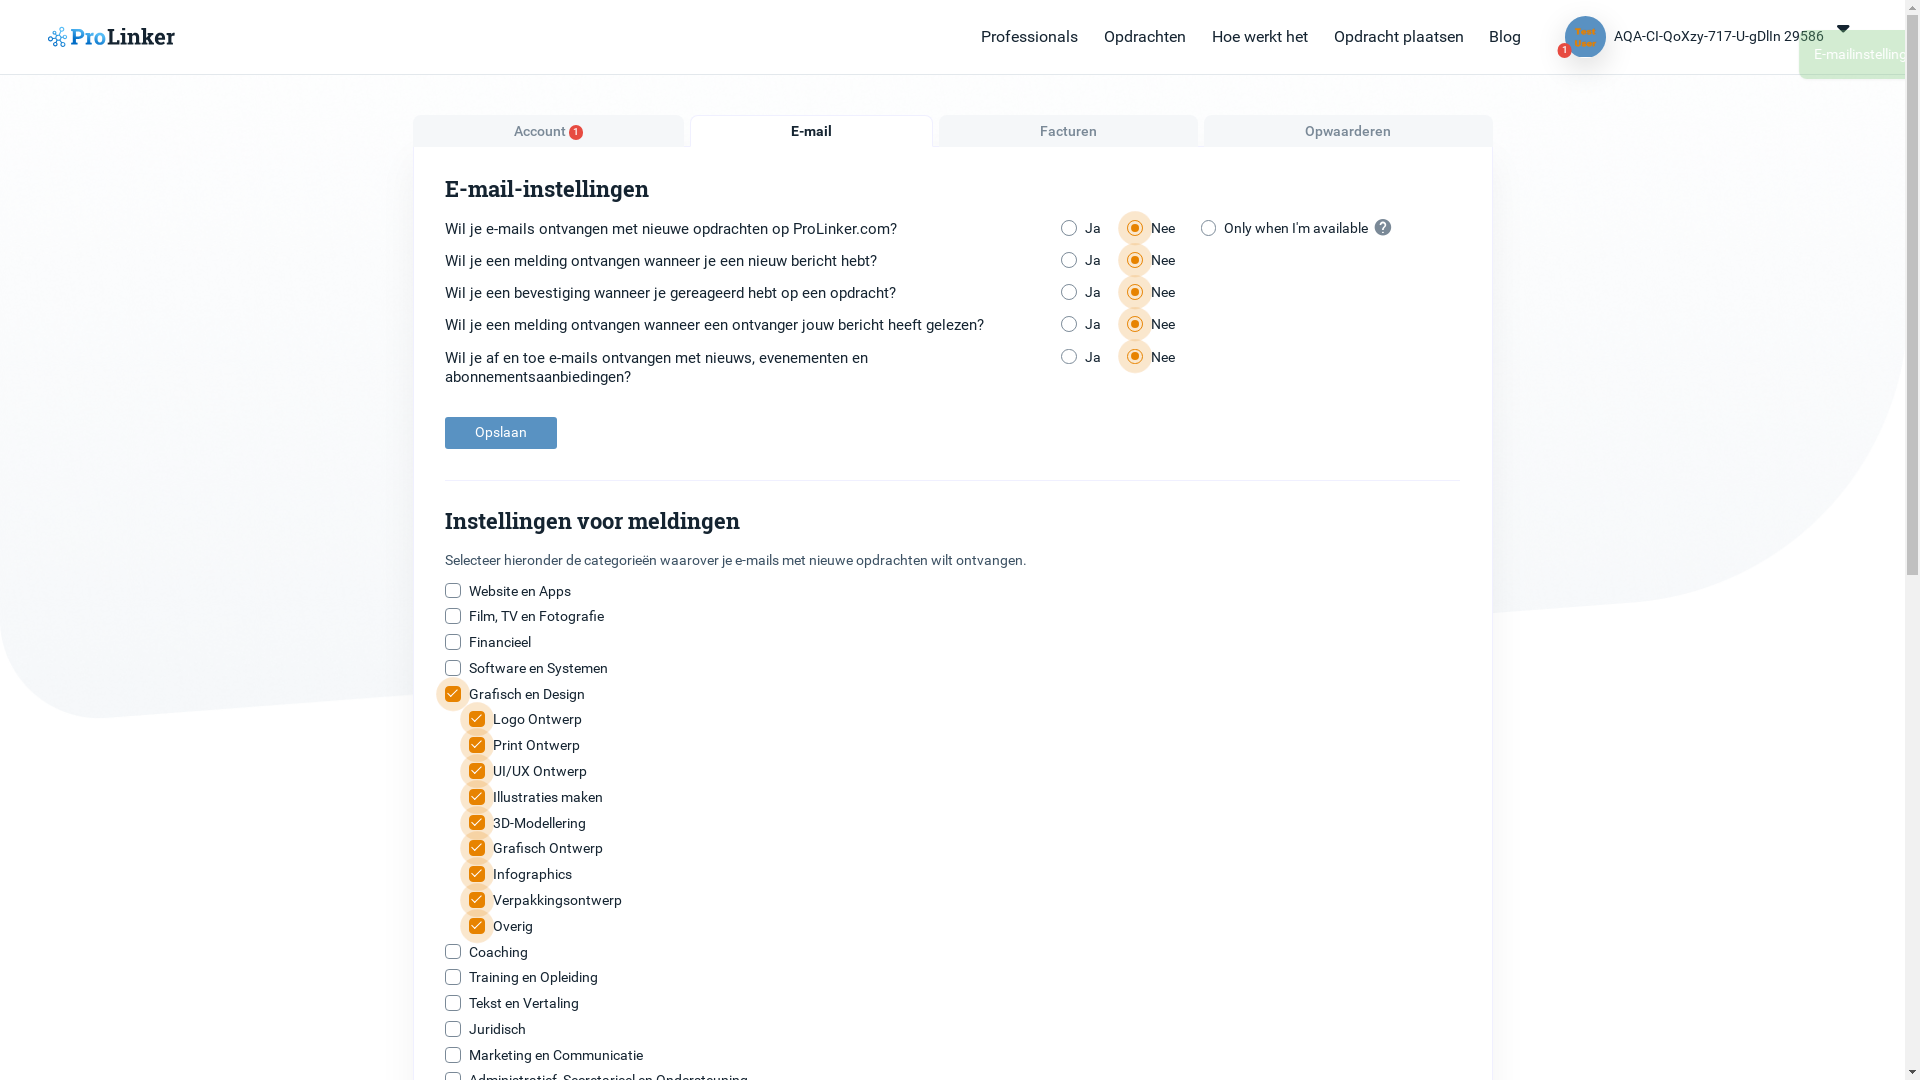 ProLinker
Professionals
Opdrachten
Hoe werkt het
Opdracht plaatsen
Blog
Test User
1
AQA-CI-QoXzy-717-U-gDlIn 29586
E-mailinstelling
Account 1
E-mail
Facturen
Opwaarderen
E-mail-instellingen
Wil je e-mails ontvangen met nieuwe opdrachten op ProLinker.com? Ja Nee Only when I'm available ?
Wil je een melding ontvangen wanneer je een nieuw bericht hebt? Ja Nee
Wil je een bevestiging wanneer je gereageerd hebt op een opdracht? Ja Nee
Wil je een melding ontvangen wanneer een ontvanger jouw bericht heeft gelezen? Ja Nee
Wil je af en toe e-mails ontvangen met nieuws, evenementen en Ja Nee
abonnementsaanbiedingen?
Opslaan
Instellingen voor meldingen
Selecteer hieronder de categorieën waarover je e-mails met nieuwe opdrachten wilt ontvangen.
Website en Apps
Film, TV en Fotografie
Financieel
Software en Systemen
Grafisch en Design
Logo Ontwerp
Print Ontwerp
UI/UX Ontwerp
Illustraties maken
3D-Modellering
Grafisch Ontwerp
Infographics
Verpakkingsontwerp
Overig
Coaching
Training en Opleiding
Tekst en Vertaling
Juridisch
Marketing en Communicatie
Administratief, Secretarieel en Ondersteuning